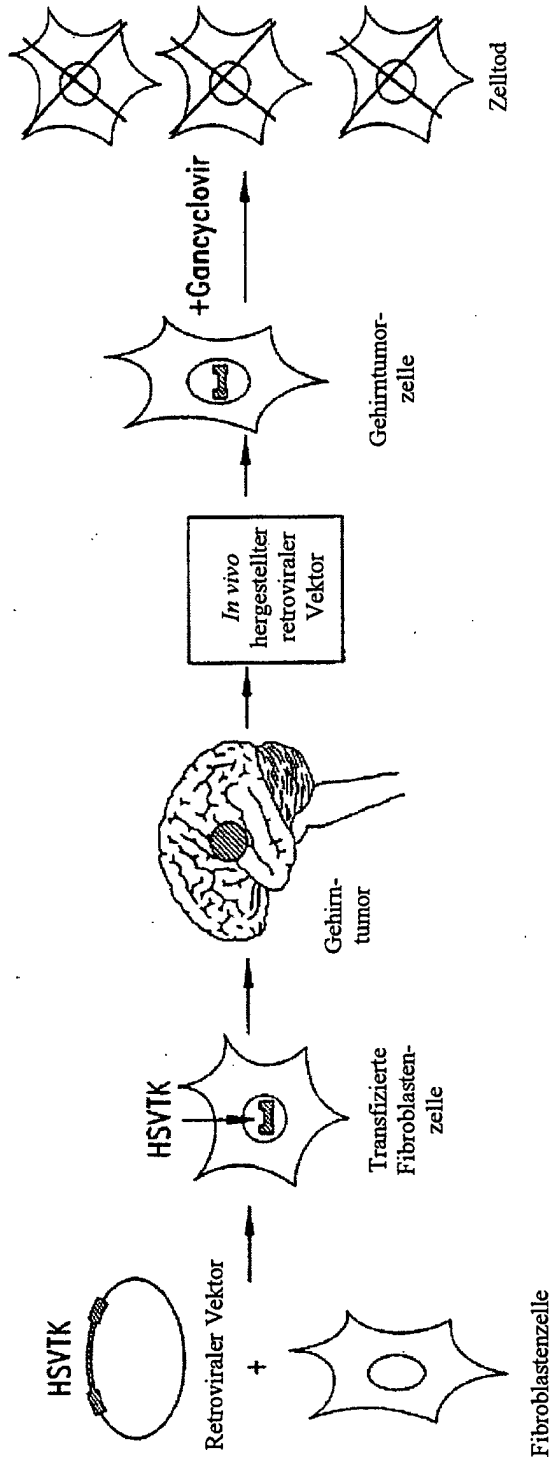 HSVTK
Retroviraler Vektor
+
Fibroblastenzelle
HSVTK
Transfizierte
Fibroblasten-
zelle
Gehirn-
tumor
In vivo
hergestellter
retroviraler
Vektor
Gehirntumor-
zelle
+Gancyclovir
Zelltod